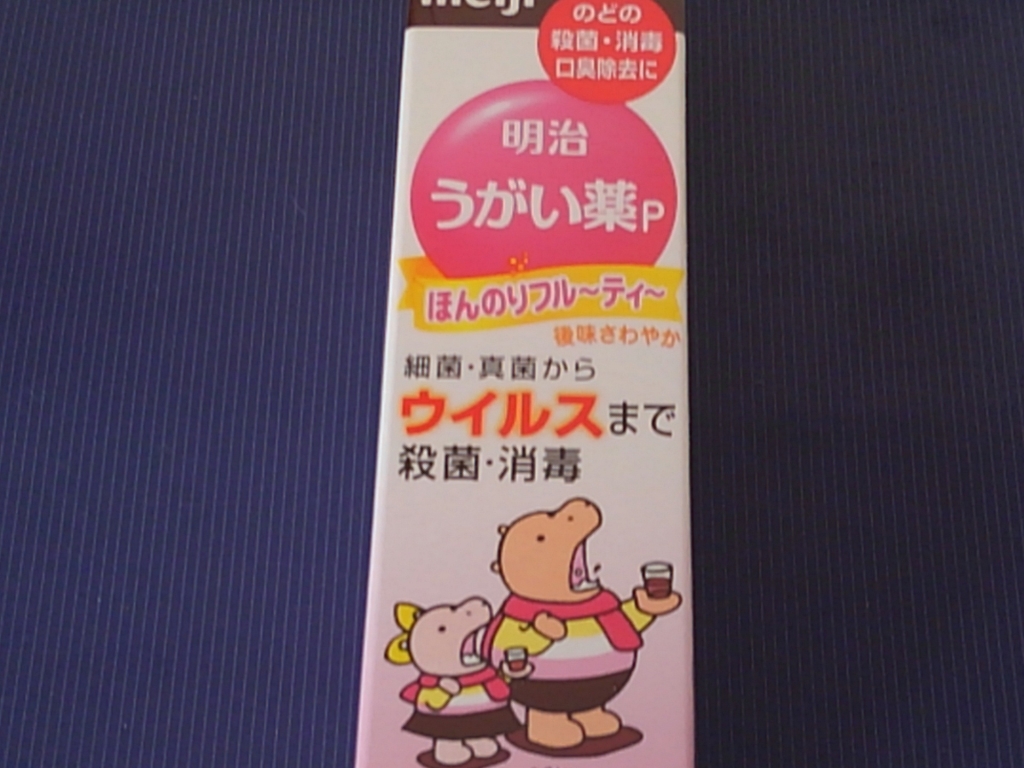 meiji
のどの
殺菌・消毒
口臭除去に
明治
うがい薬P
ほんのりフル〜ティ〜
後味さわやか
細菌・真菌から
ウイルスまで
殺菌・消毒